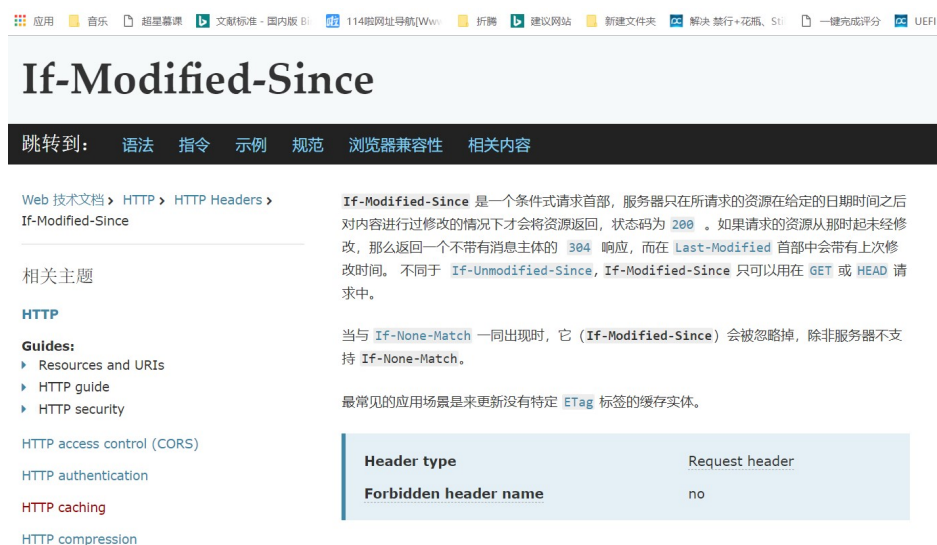 应用 音乐 超星慕课 文献标准 - 国内版 Bi 114啦网址导航[Www 折腾 建议网站 新建文件夹 解决 禁行+花瓶、Sti 一键完成评分 UEFI
If-Modified-Since
跳转到： 语法 指令 示例 规范 浏览器兼容性 相关内容
Web 技术文档 › HTTP › HTTP Headers ›
If-Modified-Since
相关主题
HTTP
Guides:
Resources and URIs
HTTP guide
HTTP security
HTTP access control (CORS)
HTTP authentication
HTTP caching
HTTP compression
If-Modified-Since 是一个条件式请求首部，服务器只在所请求的资源在给定的日期时间之后
对内容进行过修改的情况下才会将资源返回，状态码为 200 。如果请求的资源从那时起未经修
改，那么返回一个不带有消息主体的 304 响应，而在 Last-Modified 首部中会带有上次修
改时间。 不同于 If-Unmodified-Since, If-Modified-Since 只可以用在 GET 或 HEAD 请
求中。
当与 If-None-Match 一同出现时，它（If-Modified-Since）会被忽略掉，除非服务器不支
持 If-None-Match。
最常见的应用场景是来更新没有特定 ETag 标签的缓存实体。
Header type Request header
Forbidden header name no